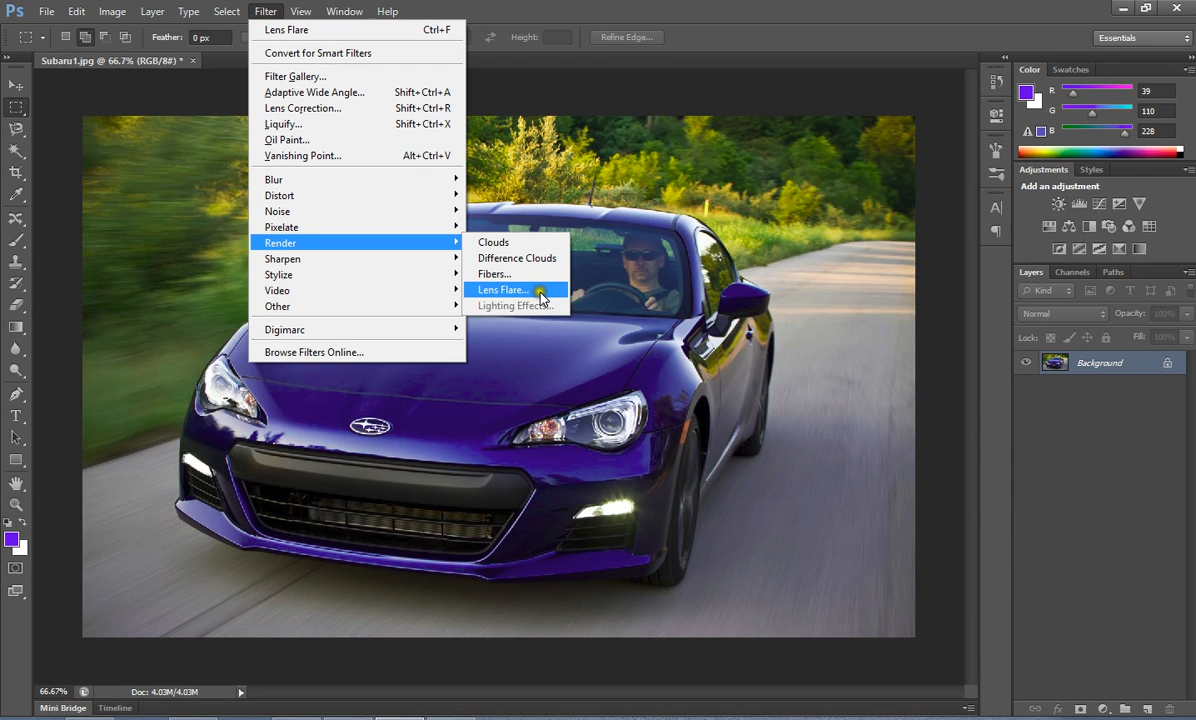 Ps File Edit Image Layer Type Select Filter View Window Help
Feather: 0 px Height: Refine Edge... Essentials
Subaru1.jpg @ 66.7% (RGB/8#) * ×
Lens Flare Ctrl+F
Convert for Smart Filters
Filter Gallery...
Adaptive Wide Angle... Shift+Ctrl+A
Lens Correction... Shift+Ctrl+R
Liquify... Shift+Ctrl+X
Oil Paint...
Vanishing Point... Alt+Ctrl+V
Blur
Distort
Noise
Pixelate
Render
Sharpen
Stylize
Video
Other
Digimarc
Browse Filters Online...
Clouds
Difference Clouds
Fibers...
Lens Flare...
Lighting Effects...
Color Swatches
R 39
G 110
B 228
Adjustments Styles
Add an adjustment
Layers Channels Paths
Kind
Normal Opacity: 100%
Lock: Fill: 100%
Background
66.67% Doc: 4.03M/4.03M
Mini Bridge Timeline